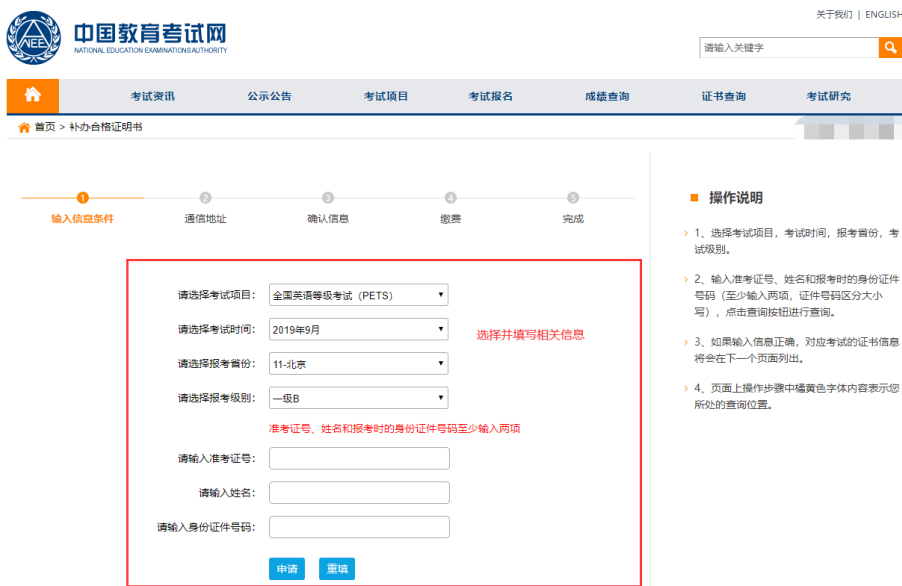 关于我们 | ENGLISH
NEE
中国教育考试网
NATIONAL EDUCATION EXAMINATIONS AUTHORITY
请输入关键字
考试资讯 公示公告 考试项目 考试报名 成绩查询 证书查询 考试研究
首页 > 补办合格证明书
1 2 3 4 5
输入信息条件 通信地址 确认信息 缴费 完成
请选择考试项目： 全国英语等级考试（PETS）
请选择考试时间： 2019年9月
选择并填写相关信息
请选择报考省份： 11-北京
请选择报考级别： 一级B
准考证号、姓名和报考时的身份证件号码至少输入两项
请输入准考证号：
请输入姓名：
请输入身份证件号码：
申请 重填
操作说明
1、选择考试项目，考试时间，报考省份，考
试级别。
2、输入准考证号、姓名和报考时的身份证件
号码（至少输入两项，证件号码区分大小
写），点击查询按钮进行查询。
3、如果输入信息正确，对应考试的证书信息
将会在下一个页面列出。
4、页面上操作步骤中橘黄色字体内容表示您
所处的查询位置。